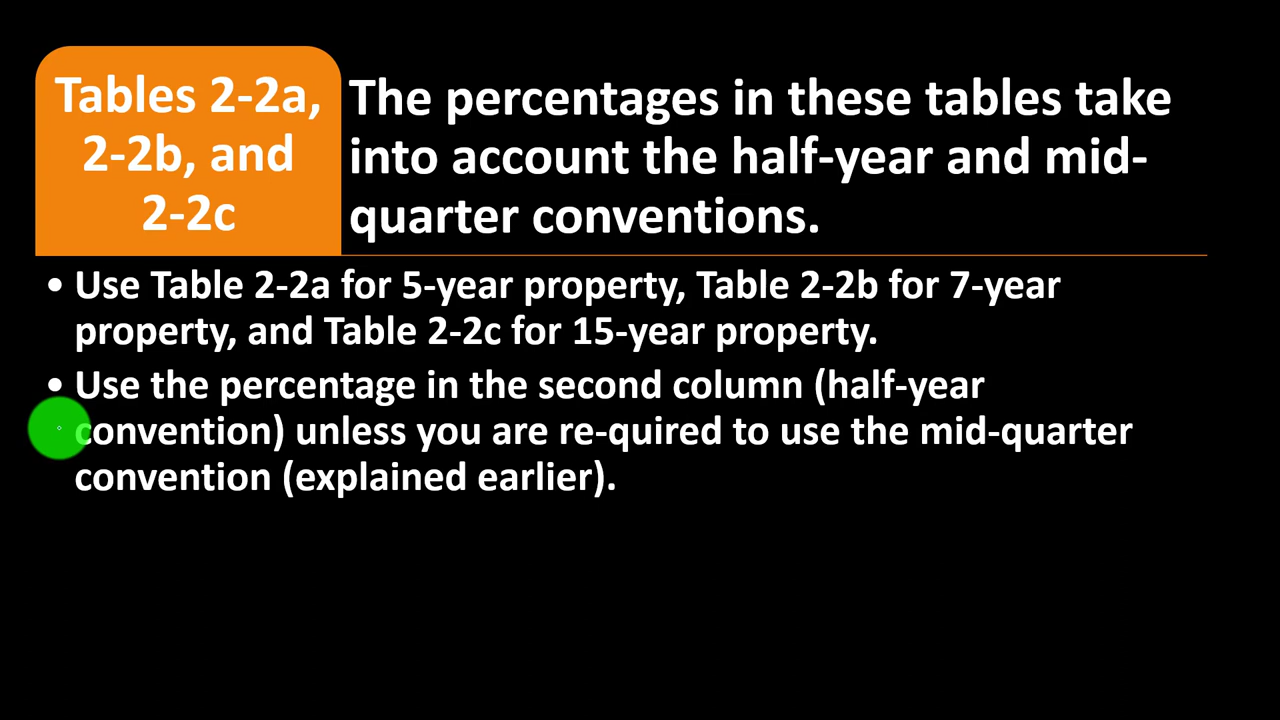 Tables 2-2a,
2-2b, and
2-2c
The percentages in these tables take
into account the half-year and mid-
quarter conventions.
• Use Table 2-2a for 5-year property, Table 2-2b for 7-year
property, and Table 2-2c for 15-year property.
• Use the percentage in the second column (half-year
convention) unless you are re-quired to use the mid-quarter
convention (explained earlier).